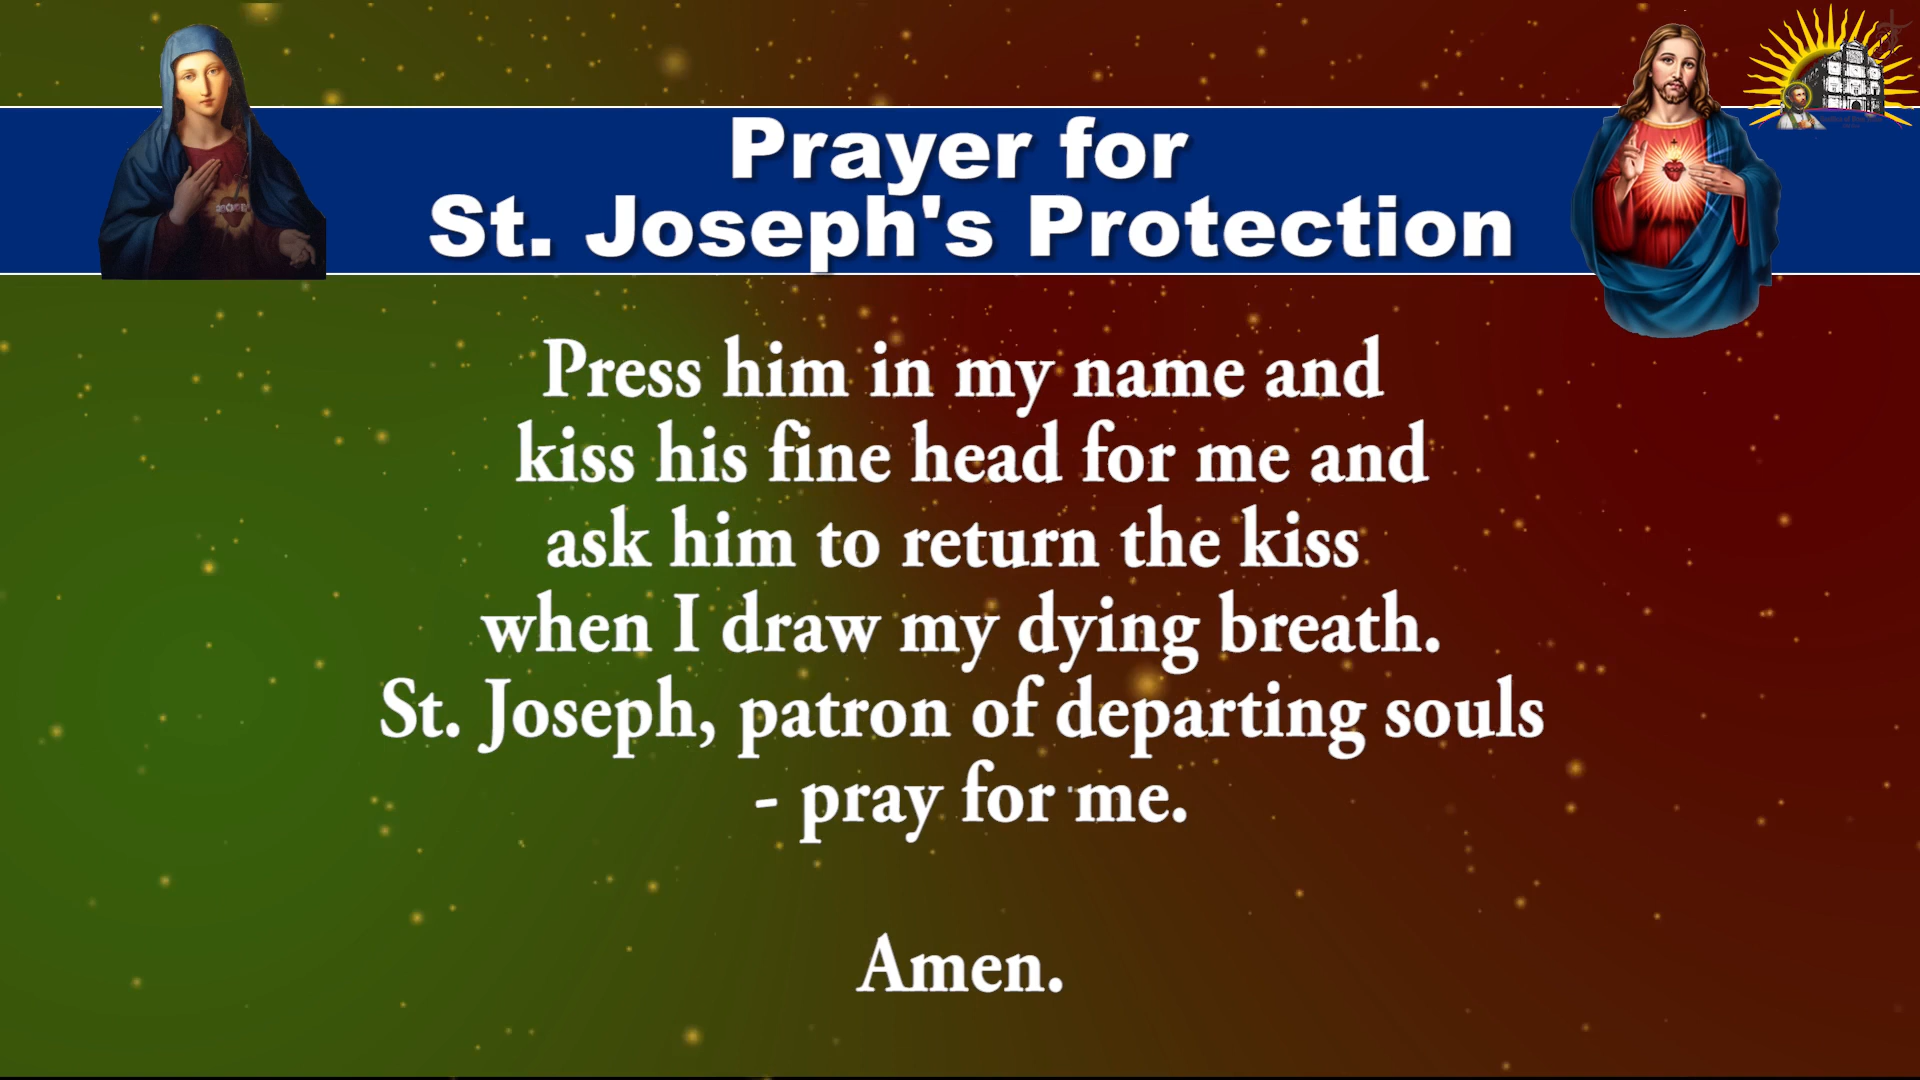 Prayer for
St. Joseph's Protection
Press him in my name and
kiss his fine head for me and
ask him to return the kiss
when I draw my dying breath.
St. Joseph, patron of departing souls
- pray for me.
Amen.